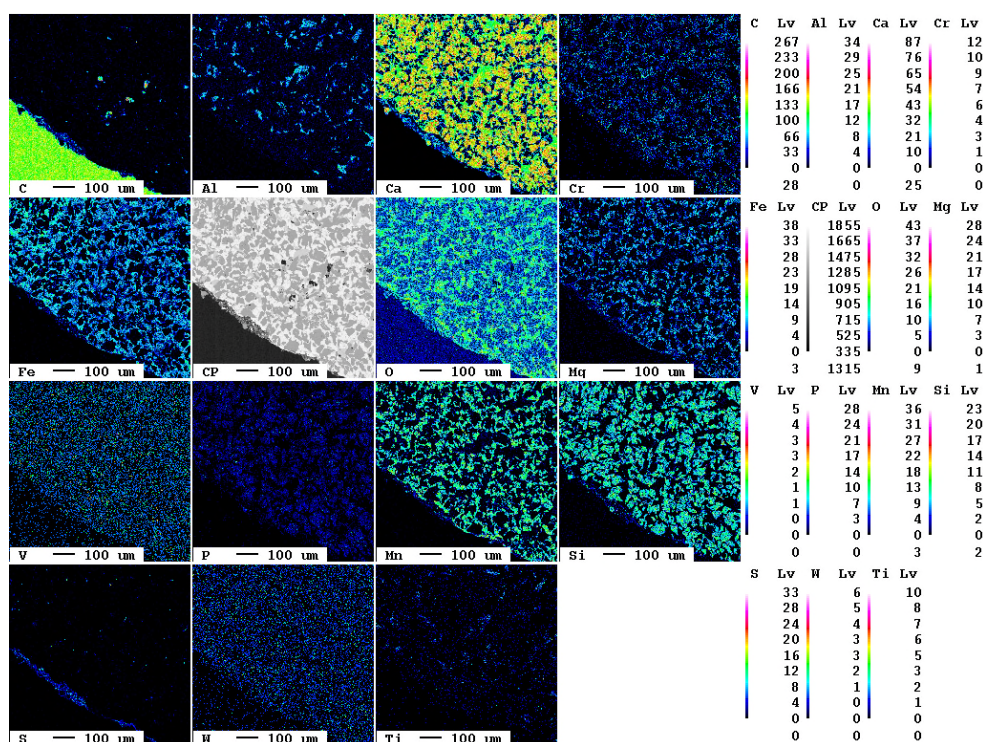 C 100 um Al 100 um Ca 100 um Cr 100 um
C Lv Al Lv Ca Lv Cr Lv
267 34 87 12
233 29 76 10
200 25 65 9
166 21 54 7
133 17 43 6
100 12 32 4
66 8 21 3
33 4 10 1
0 0 0 0
28 0 25 0
Fe 100 um CP 100 um O 100 um Mg 100 um
Fe Lv CP Lv O Lv Mg Lv
38 1855 43 28
33 1665 37 24
28 1475 32 21
23 1285 26 17
19 1095 21 14
14 905 16 10
9 715 10 7
4 525 5 3
0 335 0 0
3 1315 9 1
V 100 um P 100 um Mn 100 um Si 100 um
V Lv P Lv Mn Lv Si Lv
5 28 36 23
4 24 31 20
3 21 27 17
3 17 22 14
2 14 18 11
1 10 13 8
1 7 9 5
0 3 4 2
0 0 0 0
0 0 3 2
S 100 um W 100 um Ti 100 um
S Lv W Lv Ti Lv
33 6 10
28 5 8
24 4 7
20 3 6
16 3 5
12 2 3
8 1 2
4 0 1
0 0 0
0 0 0